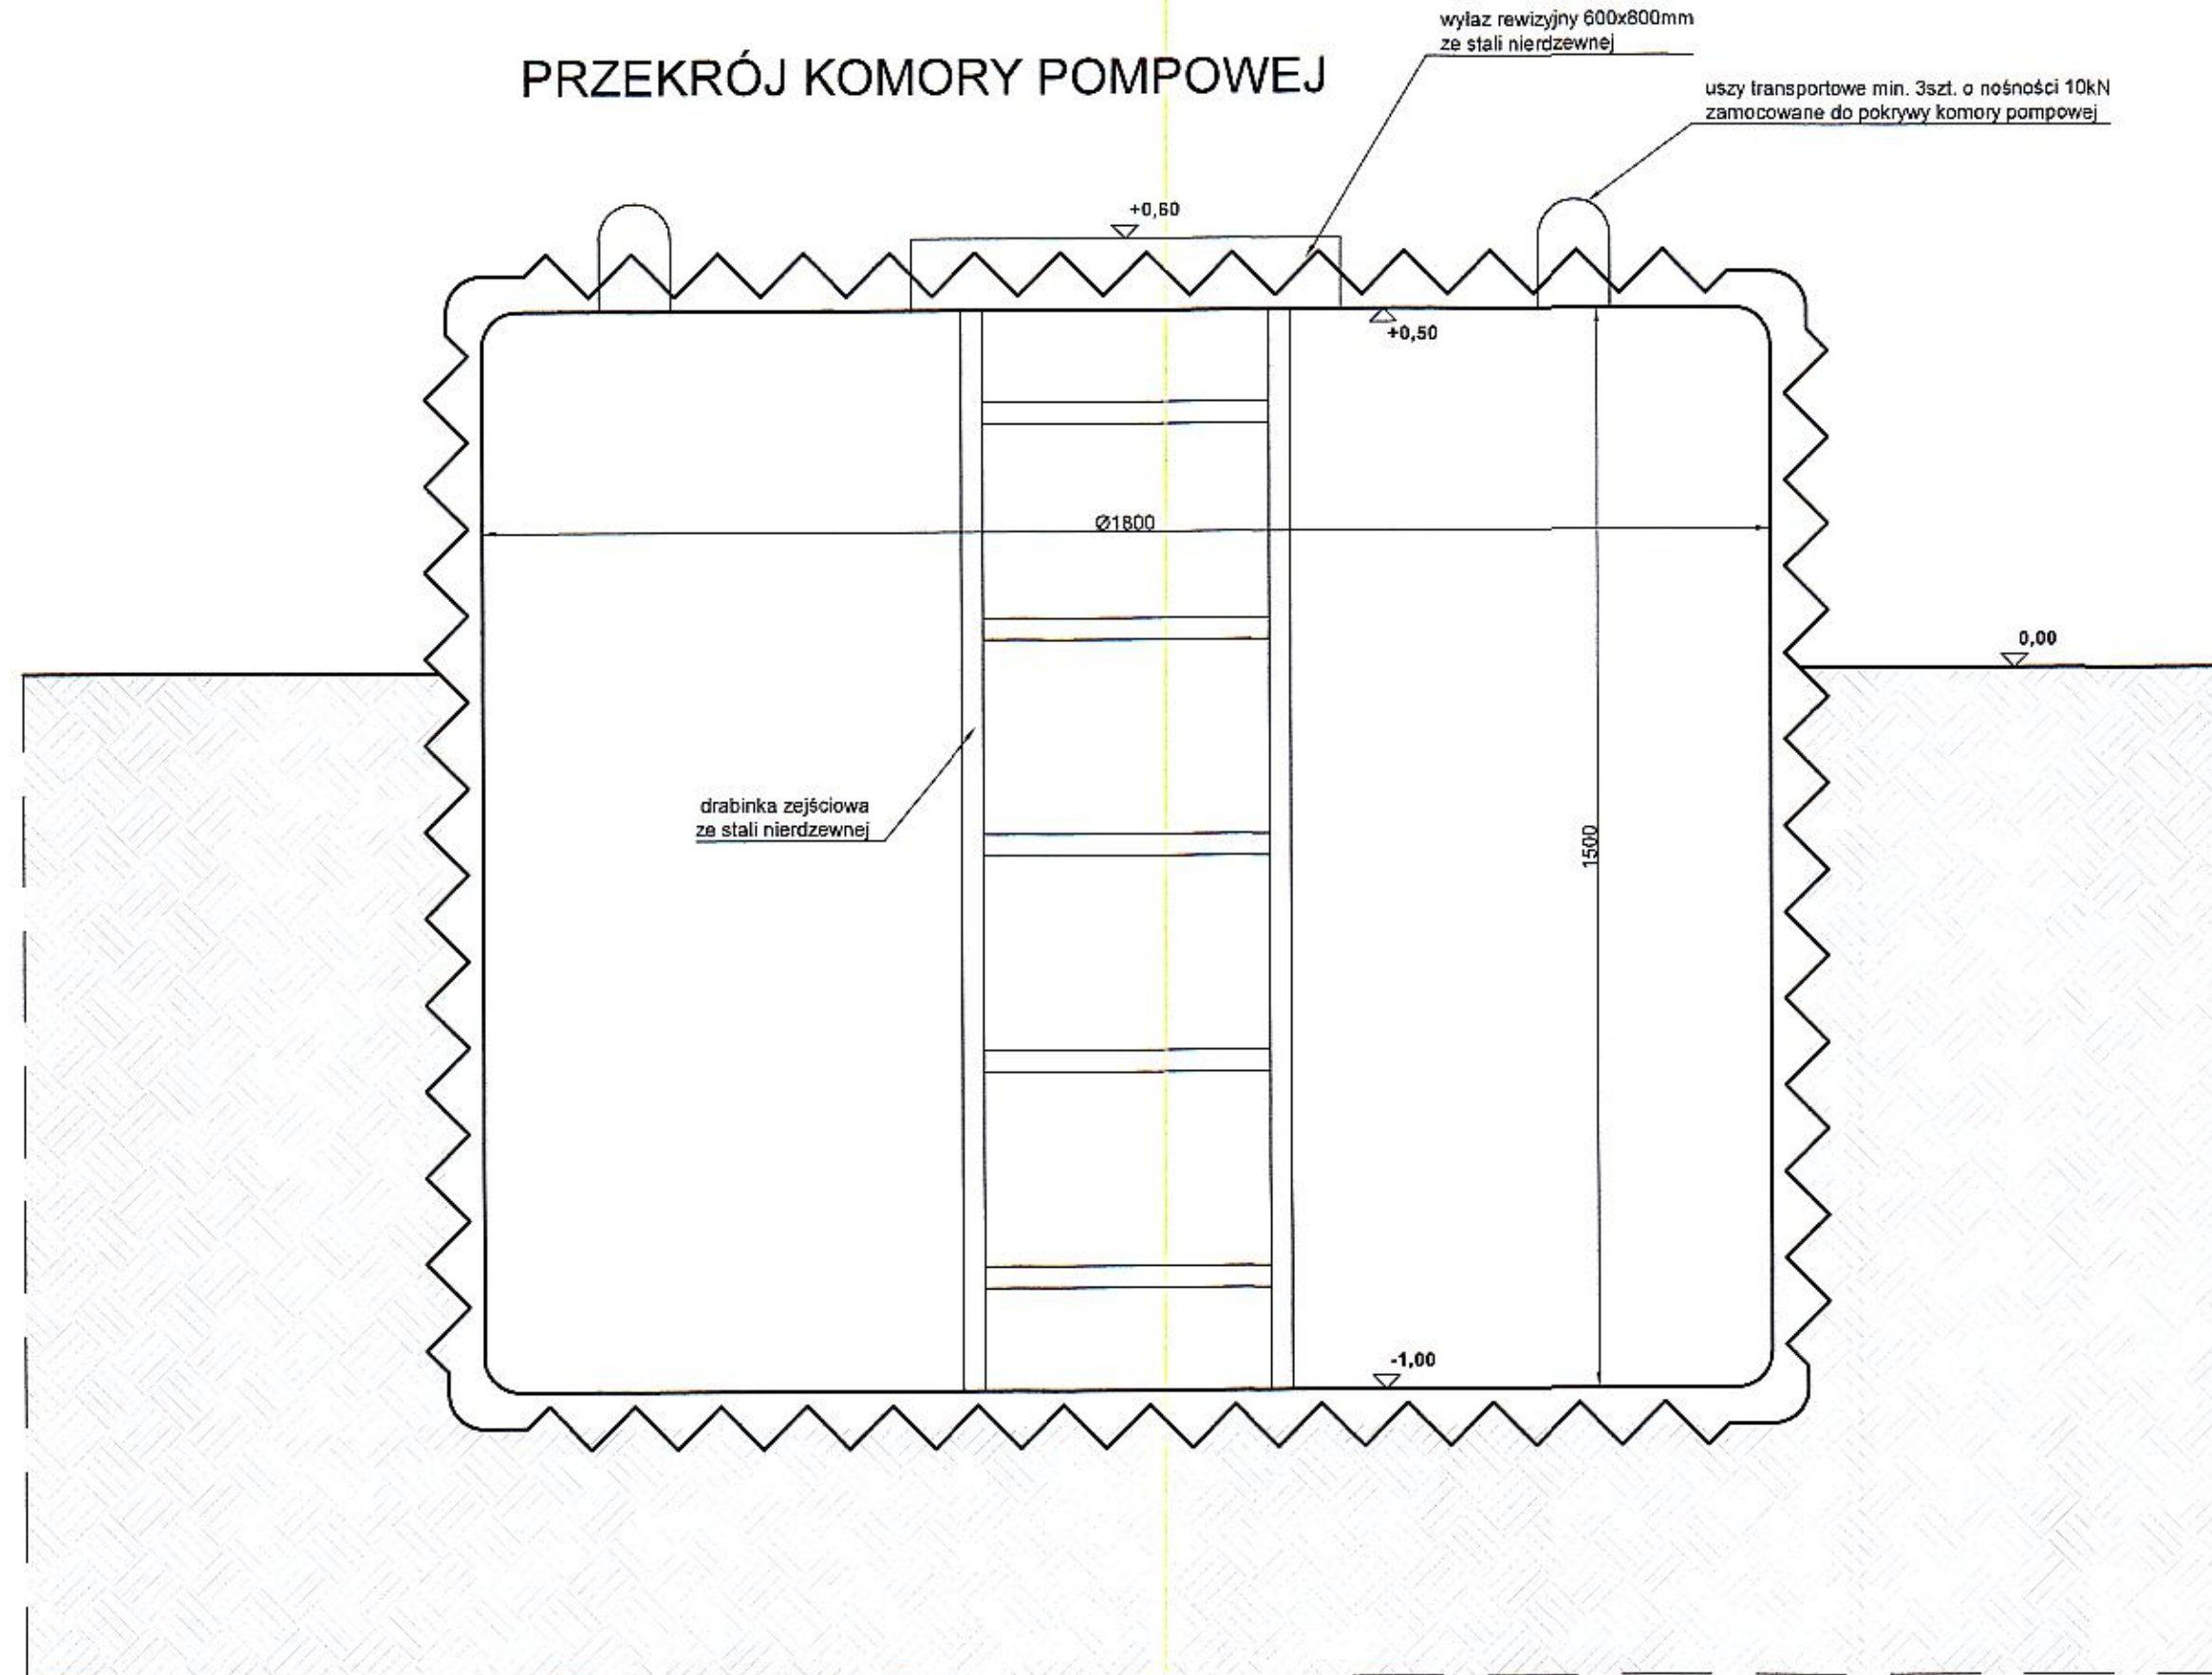 PRZEKRÓJ KOMORY POMPOWEJ
wyłaz rewizyjny 600x800mm
ze stali nierdzewnej
uszy transportowe min. 3szt. o nośności 10kN
zamocowane do pokrywy komory pompowej
+0,60
+0,50
Ø1800
0,00
drabinka zejściowa
ze stali nierdzewnej
1500
-1,00